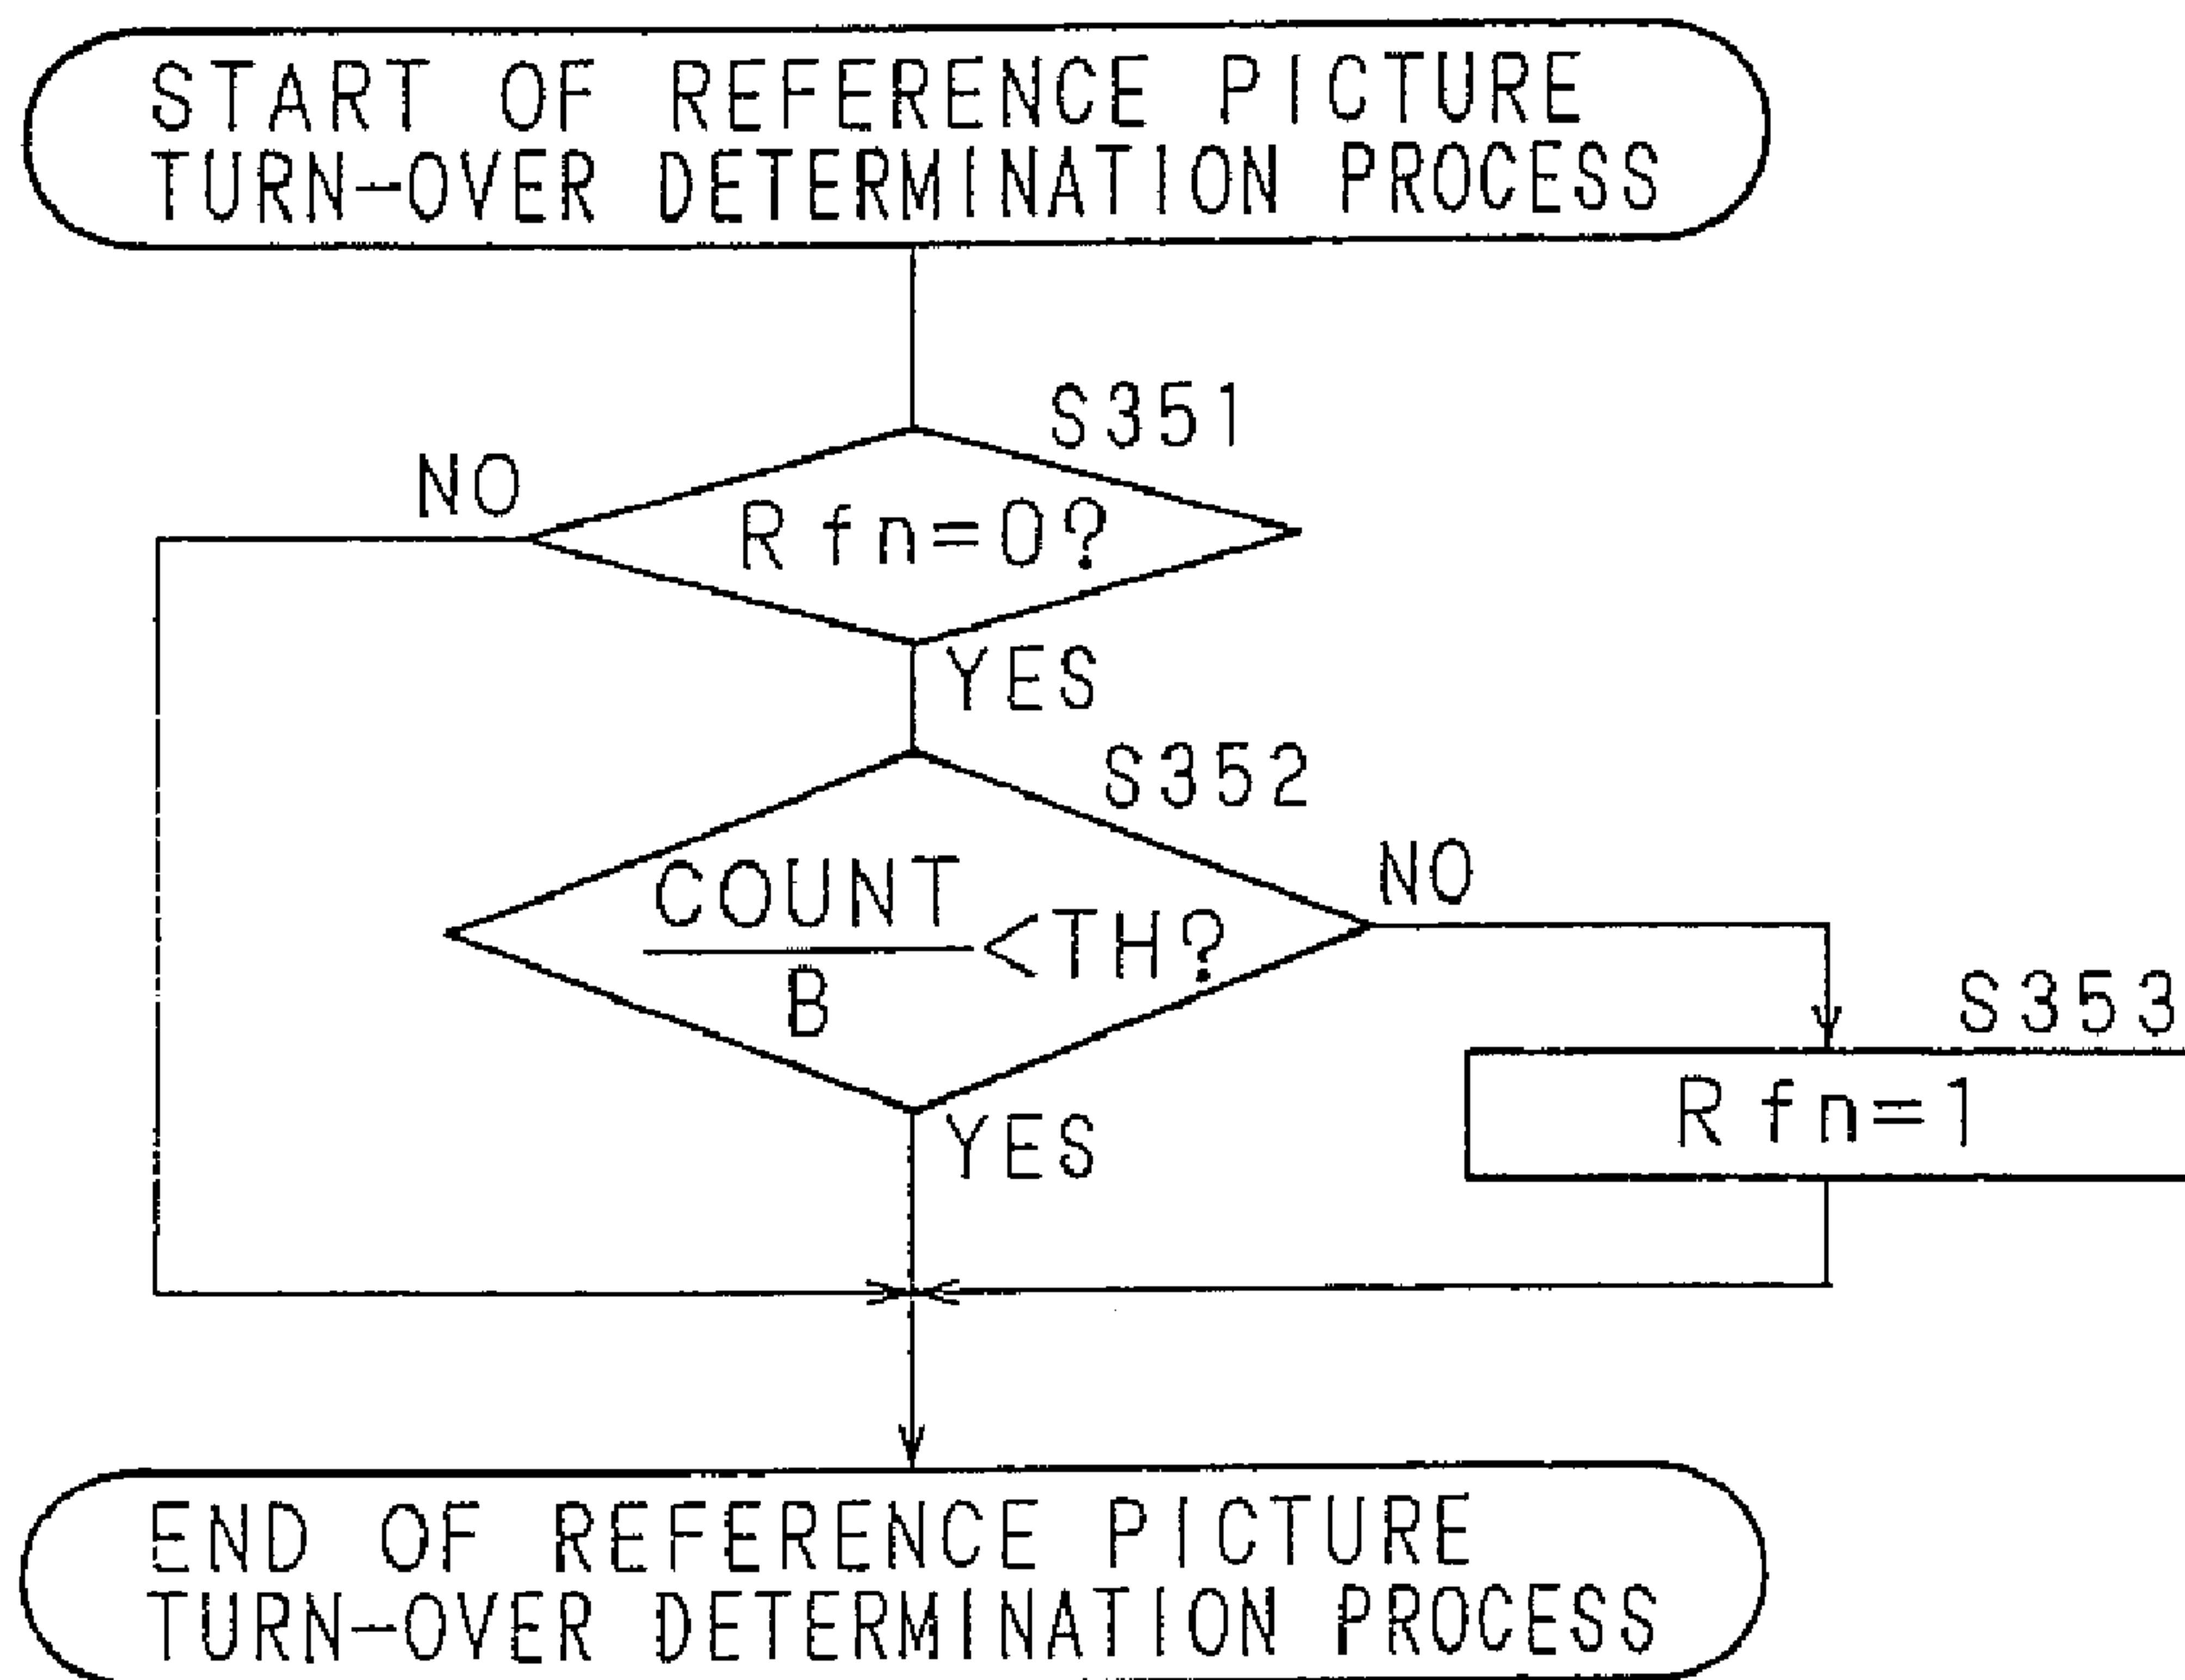 START OF REFERENCE PICTURE
TURN-OVER DETERMINATION PROCESS
S351
NO
Rfn=0?
YES
S352
NO
COUNT
<TH?
B
S353
Rfn=1
YES
END OF REFERENCE PICTURE
TURN-OVER DETERMINATION PROCESS